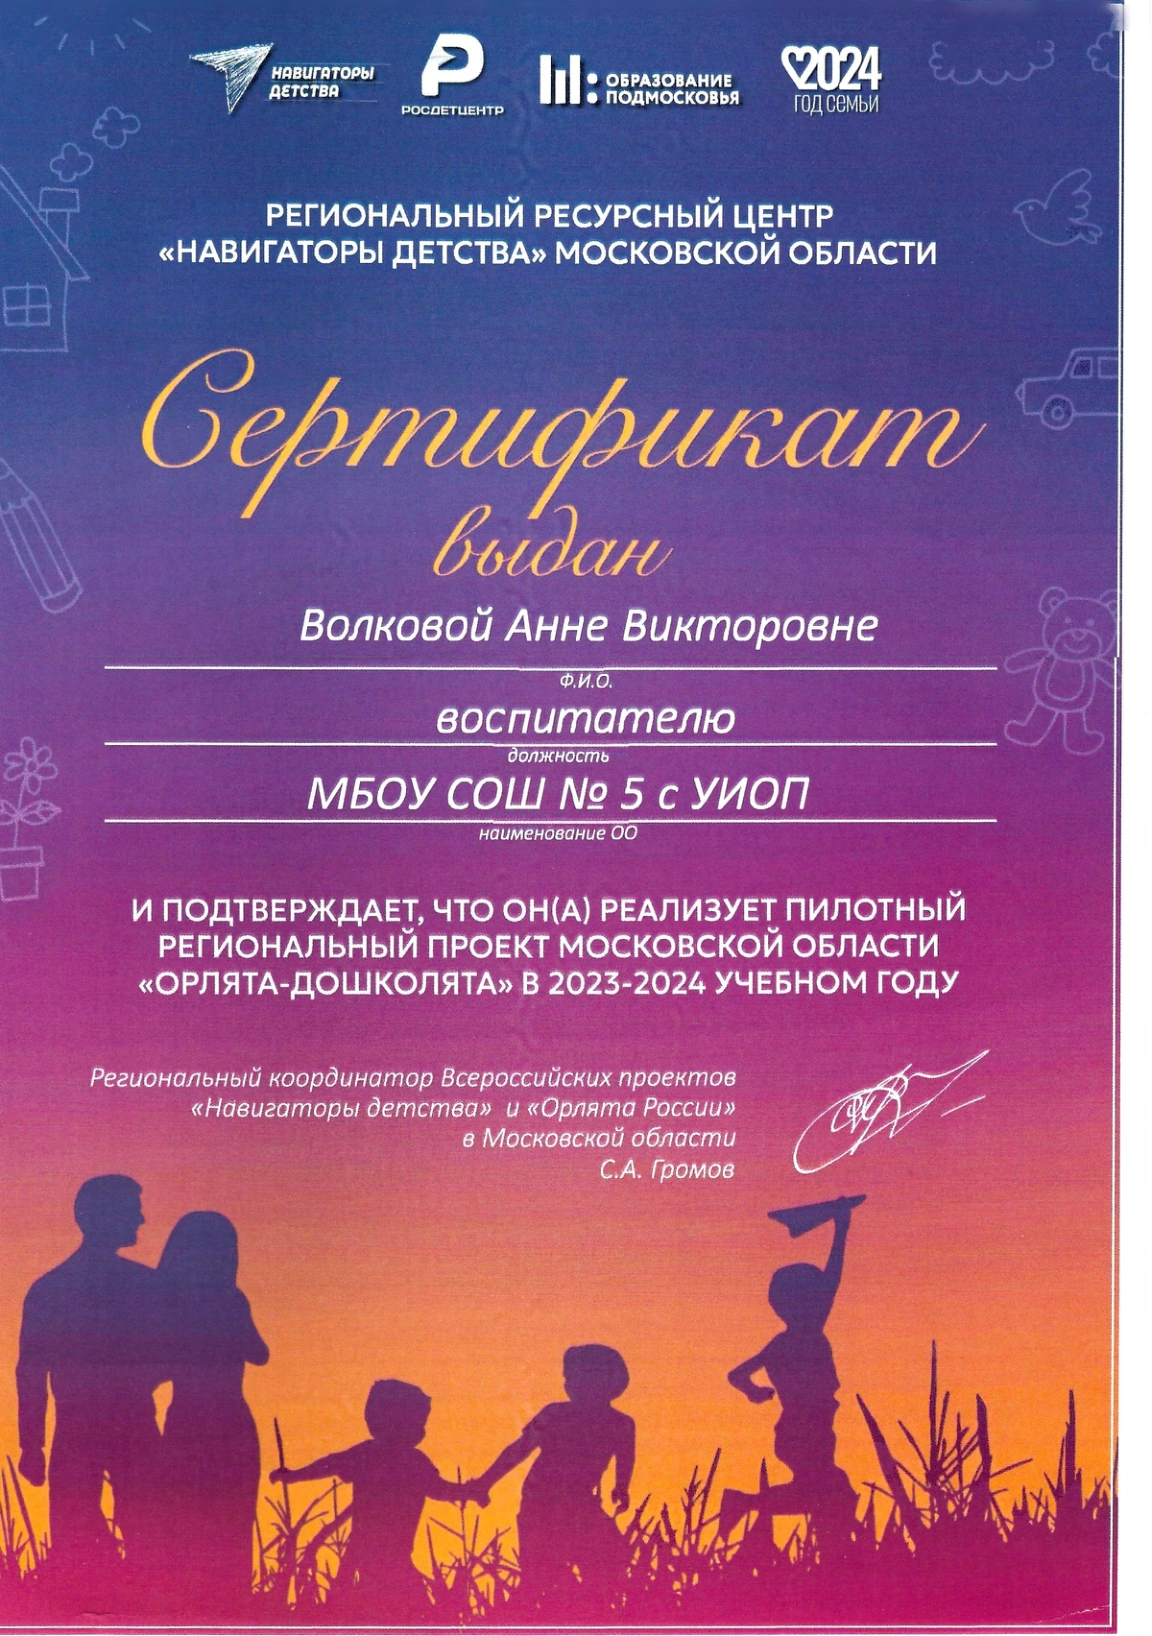 НАВИГАТОРЫ
ДЕТСТВА
РОСДЕТЦЕНТР
ОБРАЗОВАНИЕ
ПОДМОСКОВЬЯ
2024
ГОД СЕМЬИ
РЕГИОНАЛЬНЫЙ РЕСУРСНЫЙ ЦЕНТР
«НАВИГАТОРЫ ДЕТСТВА» МОСКОВСКОЙ ОБЛАСТИ
Сертификат
выдан
Волковой Анне Викторовне
Ф.И.О.
воспитателю
должность
МБОУ СОШ № 5 с УИОП
наименование ОО
И ПОДТВЕРЖДАЕТ, ЧТО ОН(А) РЕАЛИЗУЕТ ПИЛОТНЫЙ
РЕГИОНАЛЬНЫЙ ПРОЕКТ МОСКОВСКОЙ ОБЛАСТИ
«ОРЛЯТА-ДОШКОЛЯТА» В 2023-2024 УЧЕБНОМ ГОДУ
Региональный координатор Всероссийских проектов
«Навигаторы детства» и «Орлята России»
в Московской области
С.А. Громов